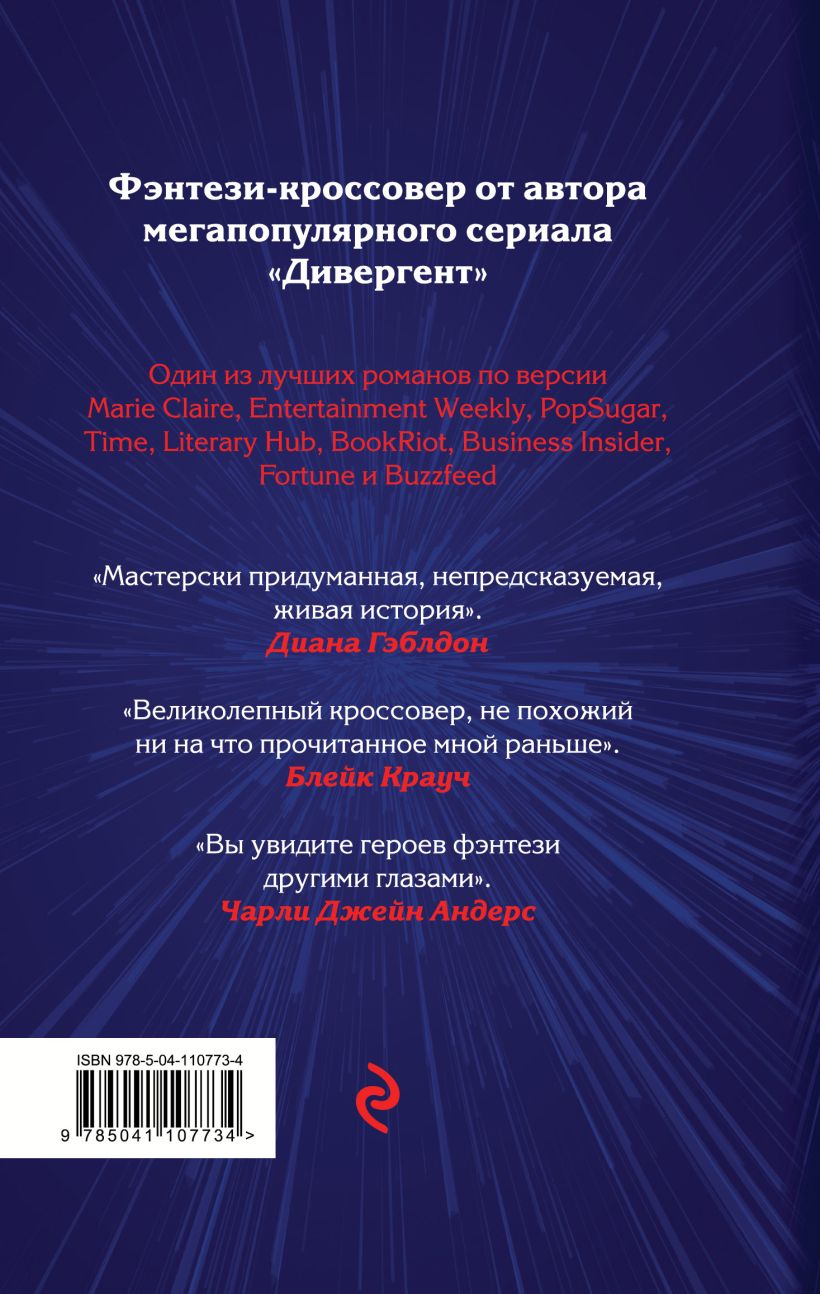 Фэнтези-кроссовер от автора
мегапопулярного сериала
«Дивергент»
Один из лучших романов по версии
Marie Claire, Entertainment Weekly, PopSugar,
Time, Literary Hub, BookRiot, Business Insider,
Fortune и Buzzfeed
«Мастерски придуманная, непредсказуемая,
живая история».
Диана Гэблдон
«Великолепный кроссовер, не похожий
ни на что прочитанное мной раньше».
Блейк Крауч
«Вы увидите героев фэнтези
другими глазами».
Чарли Джейн Андерс
ISBN 978-5-04-110773-4
9 785041 107734 >